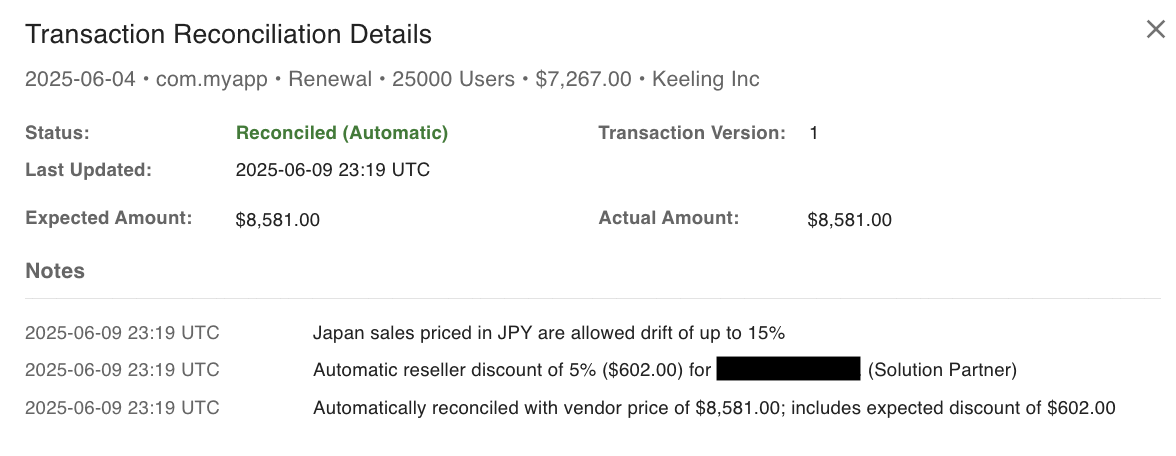 Transaction Reconciliation Details
2025-06-04 • com.myapp • Renewal • 25000 Users • $7,267.00 • Keeling Inc
Status: Reconciled (Automatic) Transaction Version: 1
Last Updated: 2025-06-09 23:19 UTC
Expected Amount: $8,581.00 Actual Amount: $8,581.00
Notes
2025-06-09 23:19 UTC Japan sales priced in JPY are allowed drift of up to 15%
2025-06-09 23:19 UTC Automatic reseller discount of 5% ($602.00) for (Solution Partner)
2025-06-09 23:19 UTC Automatically reconciled with vendor price of $8,581.00; includes expected discount of $602.00